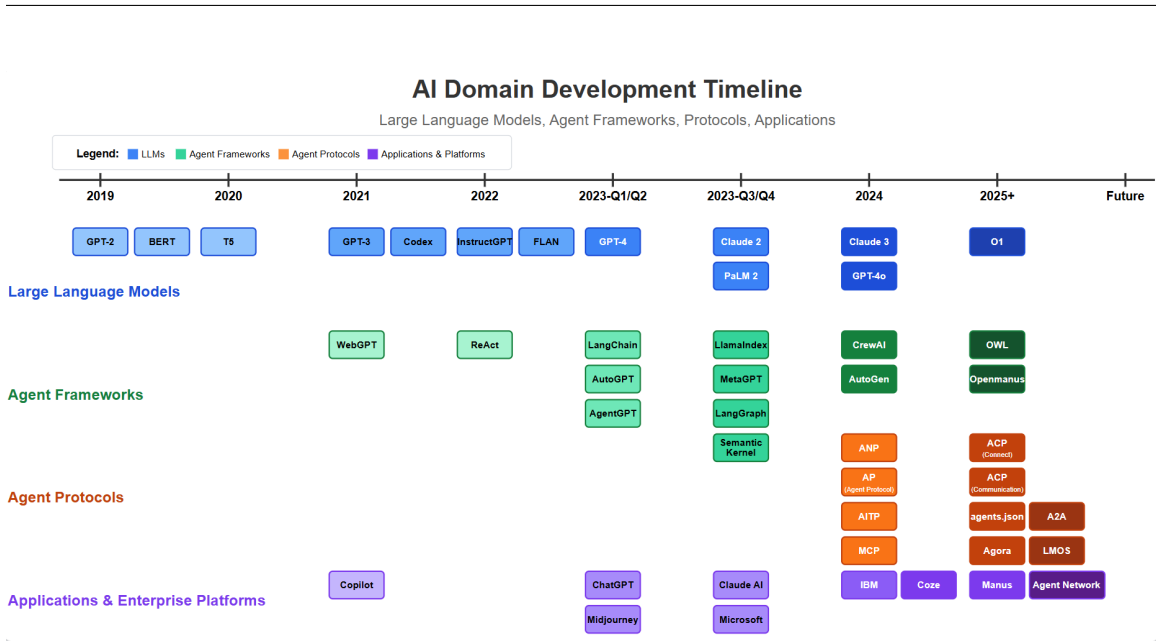 AI Domain Development Timeline
Large Language Models, Agent Frameworks, Protocols, Applications
Legend: LLMs Agent Frameworks Agent Protocols Applications & Platforms
2019 2020 2021 2022 2023-Q1/Q2 2023-Q3/Q4 2024 2025+ Future
GPT-2 BERT T5 GPT-3 Codex InstructGPT FLAN GPT-4 Claude 2 Claude 3 O1
PaLM 2 GPT-4o
Large Language Models
WebGPT ReAct LangChain LlamaIndex CrewAI OWL
AutoGPT MetaGPT AutoGen Openmanus
Agent Frameworks
AgentGPT LangGraph
Semantic
Kernel
ANP
ACP
(Connect)
AP
(Agent Protocol)
ACP
(Communication)
Agent Protocols
AITP agents.json A2A
MCP Agora LMOS
Copilot ChatGPT Claude AI IBM Coze Manus Agent Network
Applications & Enterprise Platforms
Midjourney Microsoft